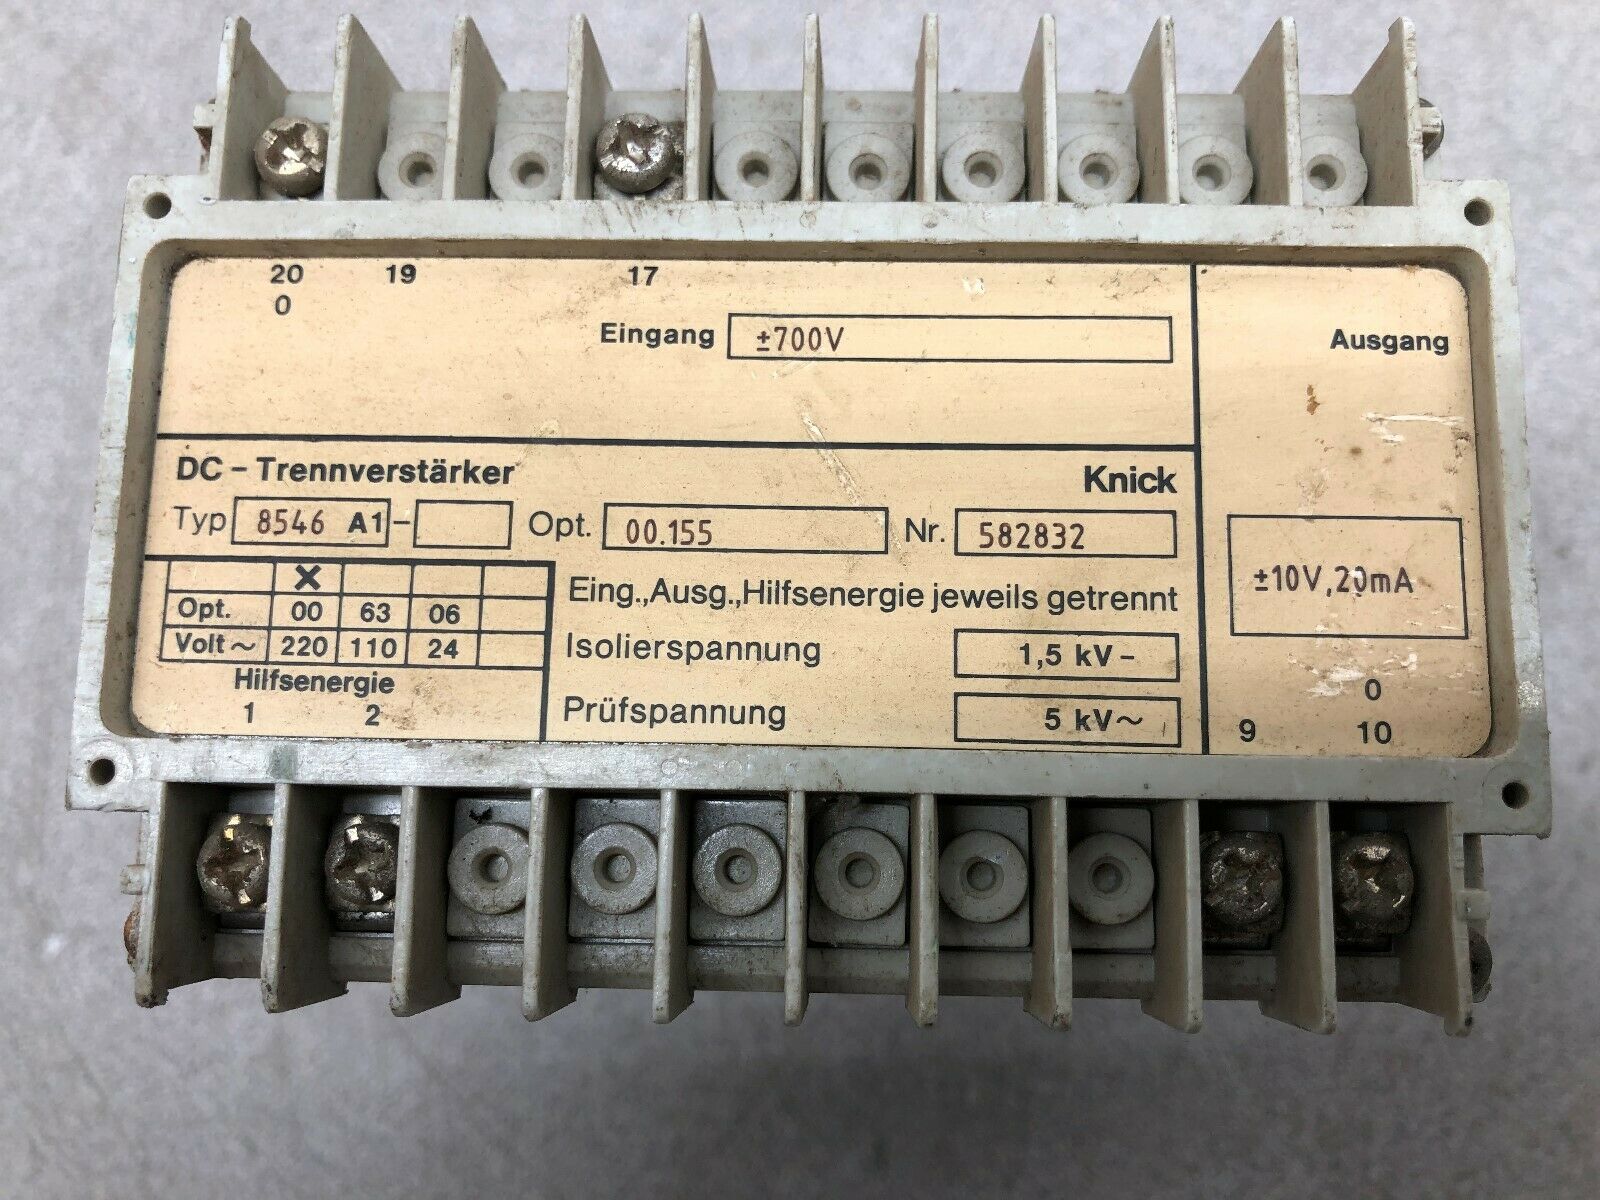 20 19 17
0
Eingang ±700V
Ausgang
DC - Trennverstärker Knick
Typ 8546 A1 - Opt. 00.155 Nr. 582832
±10V, 20mA
X
Opt. 00 63 06
Volt ~ 220 110 24
Hilfsenergie
1 2
Eing.,Ausg.,Hilfsenergie jeweils getrennt
Isolierspannung 1,5 kV -
Prüfspannung 5 kV ~
0
9 10